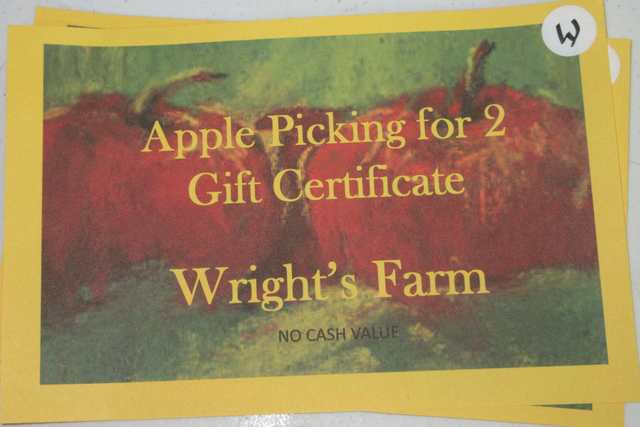 W
Apple Picking for 2
Gift Certificate
Wright's Farm
NO CASH VALUE